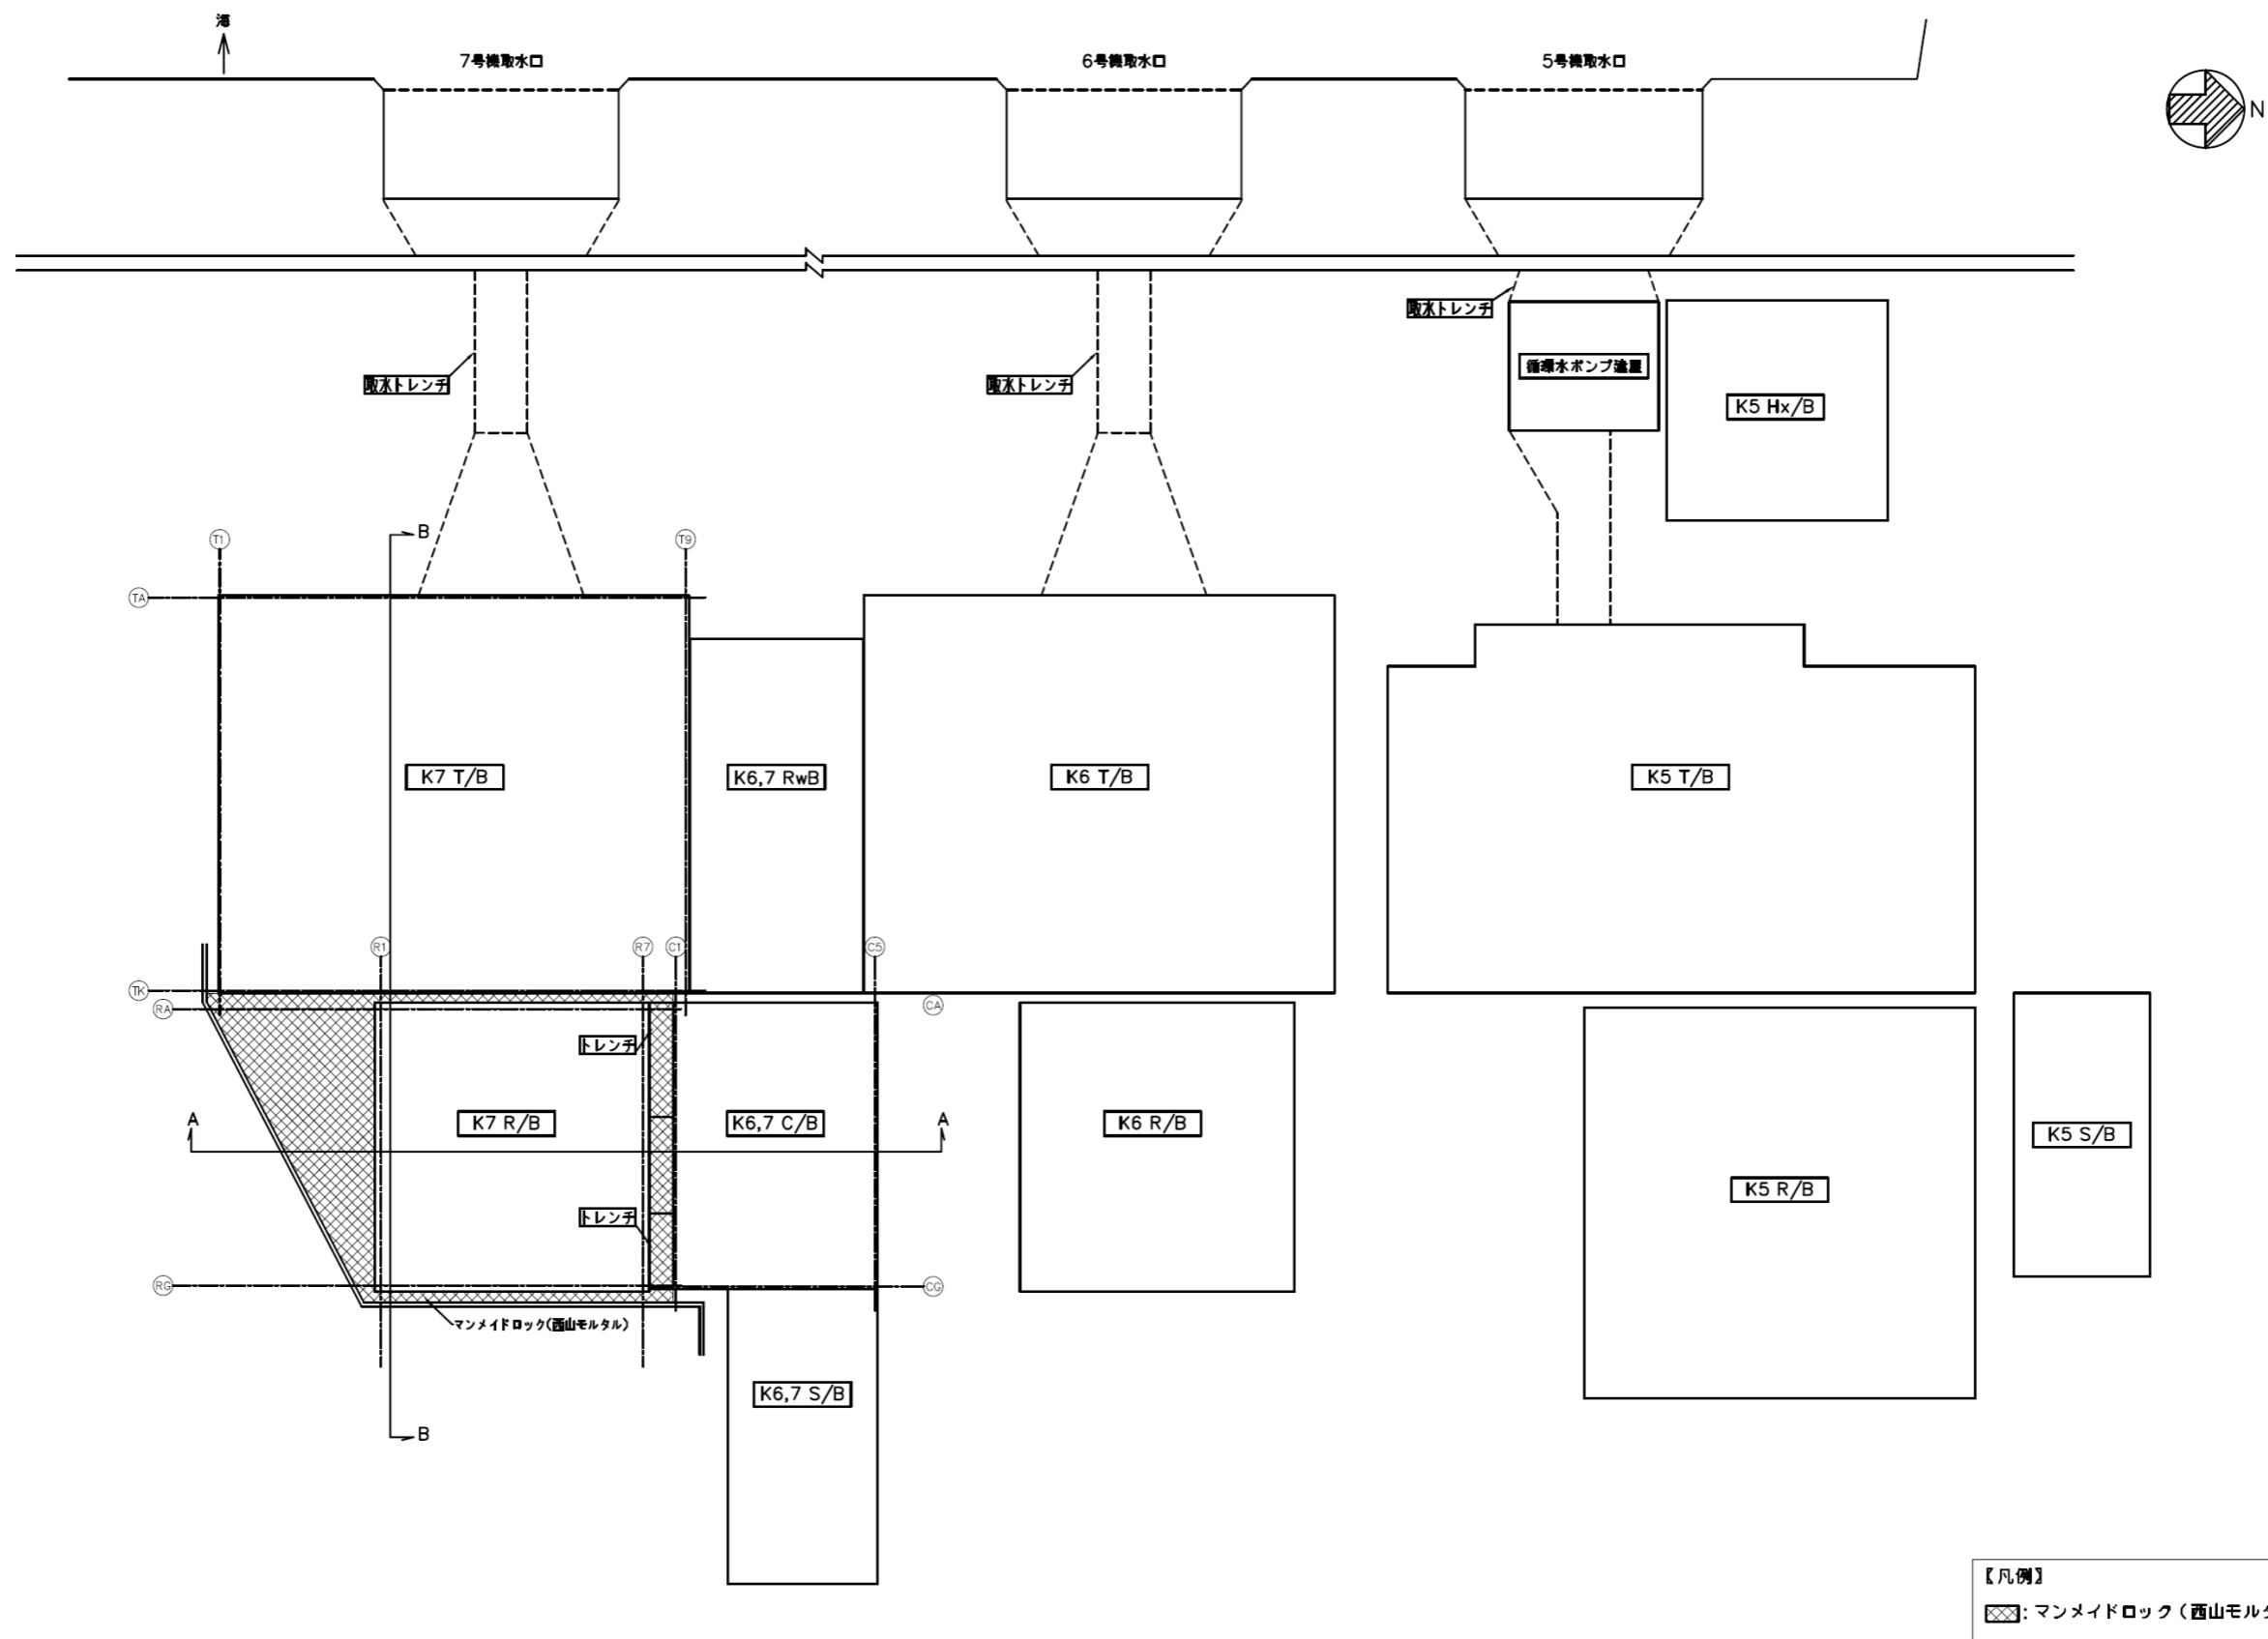 海
7号機取水口
6号機取水口
5号機取水口
N
取水トレンチ
循環水ポンプ建屋
K5 Hx/B
取水トレンチ
取水トレンチ
B
T1
T9
TA
K7 T/B
K6,7 RwB
K6 T/B
K5 T/B
R1
R7
C1
C5
TK
RA
CA
トレンチ
A
A
K7 R/B
K6,7 C/B
K6 R/B
K5 S/B
K5 R/B
トレンチ
RG
CG
マンメイドロック(西山モルタル)
K6,7 S/B
B
【凡例】
:マンメイドロック(西山モルタ